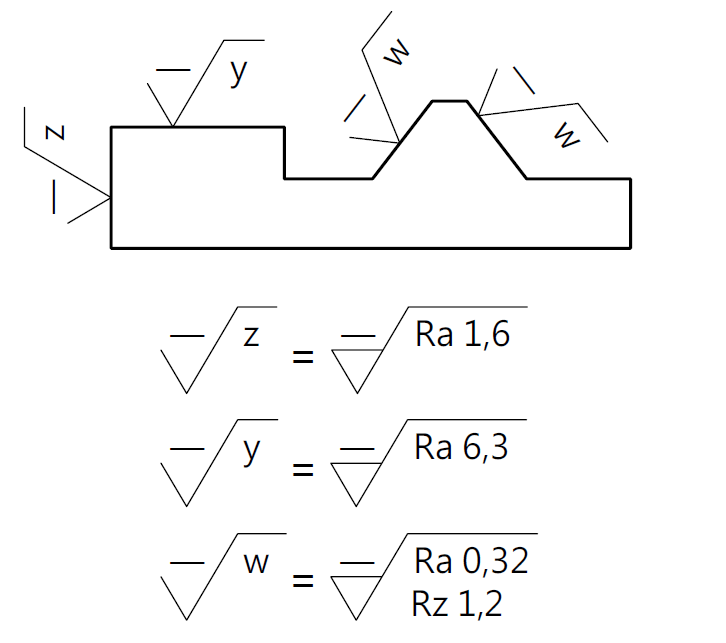 z
y
w
w
z = Ra 1,6
y = Ra 6,3
w = Ra 0,32
Rz 1,2